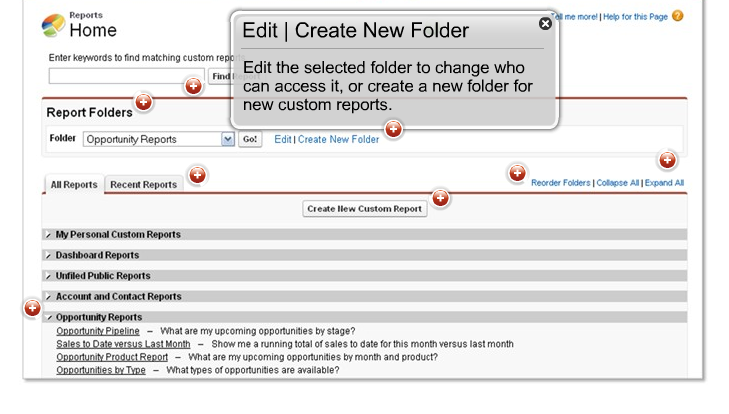 Reports
Home
Tell me more! | Help for this Page
Edit | Create New Folder
Edit the selected folder to change who
can access it, or create a new folder for
new custom reports.
Enter keywords to find matching custom
Find
Report Folders
Folder Opportunity Reports Go! Edit | Create New Folder
All Reports Recent Reports Reorder Folders | Collapse All | Expand All
Create New Custom Report
My Personal Custom Reports
Dashboard Reports
Unfiled Public Reports
Account and Contact Reports
Opportunity Reports
Opportunity Pipeline – What are my upcoming opportunities by stage?
Sales to Date versus Last Month – Show me a running total of sales to date for this month versus last month
Opportunity Product Report – What are my upcoming opportunities by month and product?
Opportunities by Type – What types of opportunities are available?